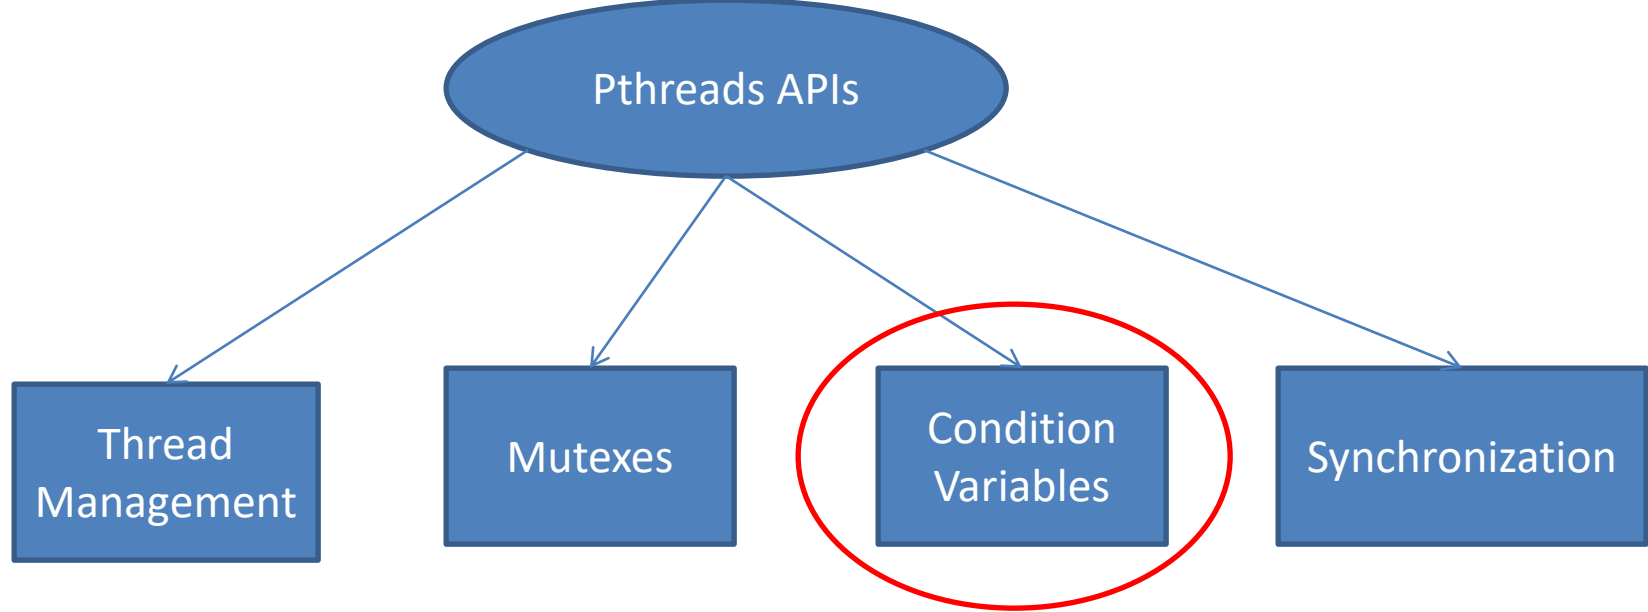 Pthreads APIs
Thread
Management
Mutexes
Condition
Variables
Synchronization